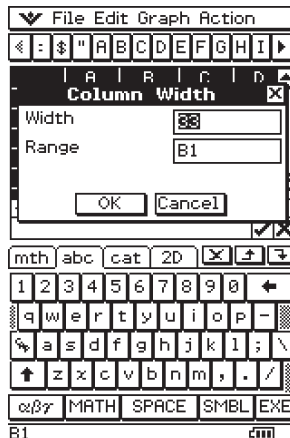 File Edit Graph Action
: $ " A B C D E F G H I
A B C D
Column Width
Width 33
Range B1
OK Cancel
mth abc cat 2D
1 2 3 4 5 6 7 8 9 0
q w e r t y u i o p -
a s d f g h j k l ; \
z x c v b n m , . /
αβγ MATH SPACE SMBL EXE
B1